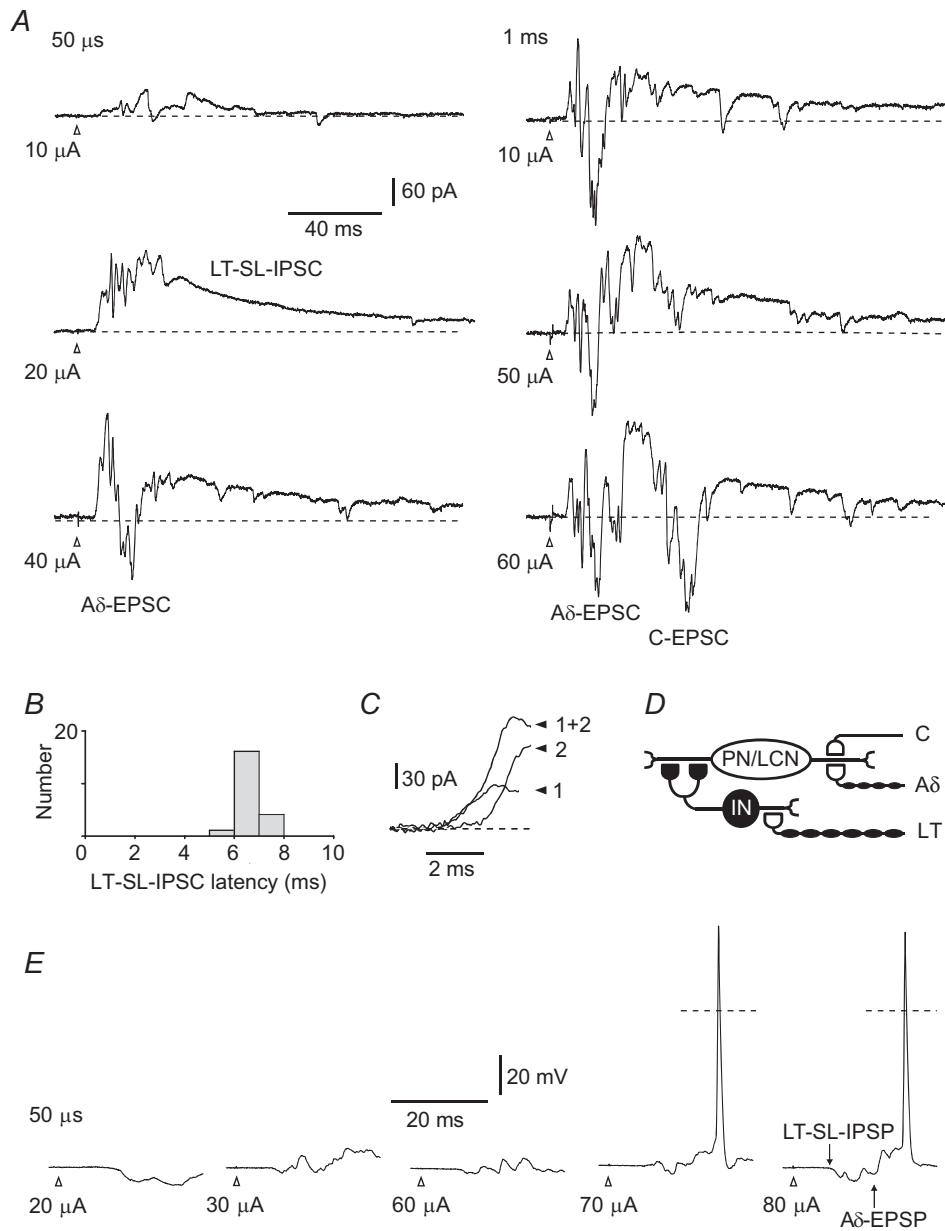 A
50 μs
10 μA
60 pA
40 ms
LT-SL-IPSC
20 μA
40 μA
Aδ-EPSC
1 ms
10 μA
50 μA
60 μA
Aδ-EPSC
C-EPSC
B
20
Number
0
0 2 4 6 8 10
LT-SL-IPSC latency (ms)
C
30 pA
1+2
2
1
2 ms
D
PN/LCN
IN
C
Aδ
LT
E
50 μs
20 mV
20 ms
20 μA
30 μA
60 μA
70 μA
80 μA
LT-SL-IPSP
Aδ-EPSP